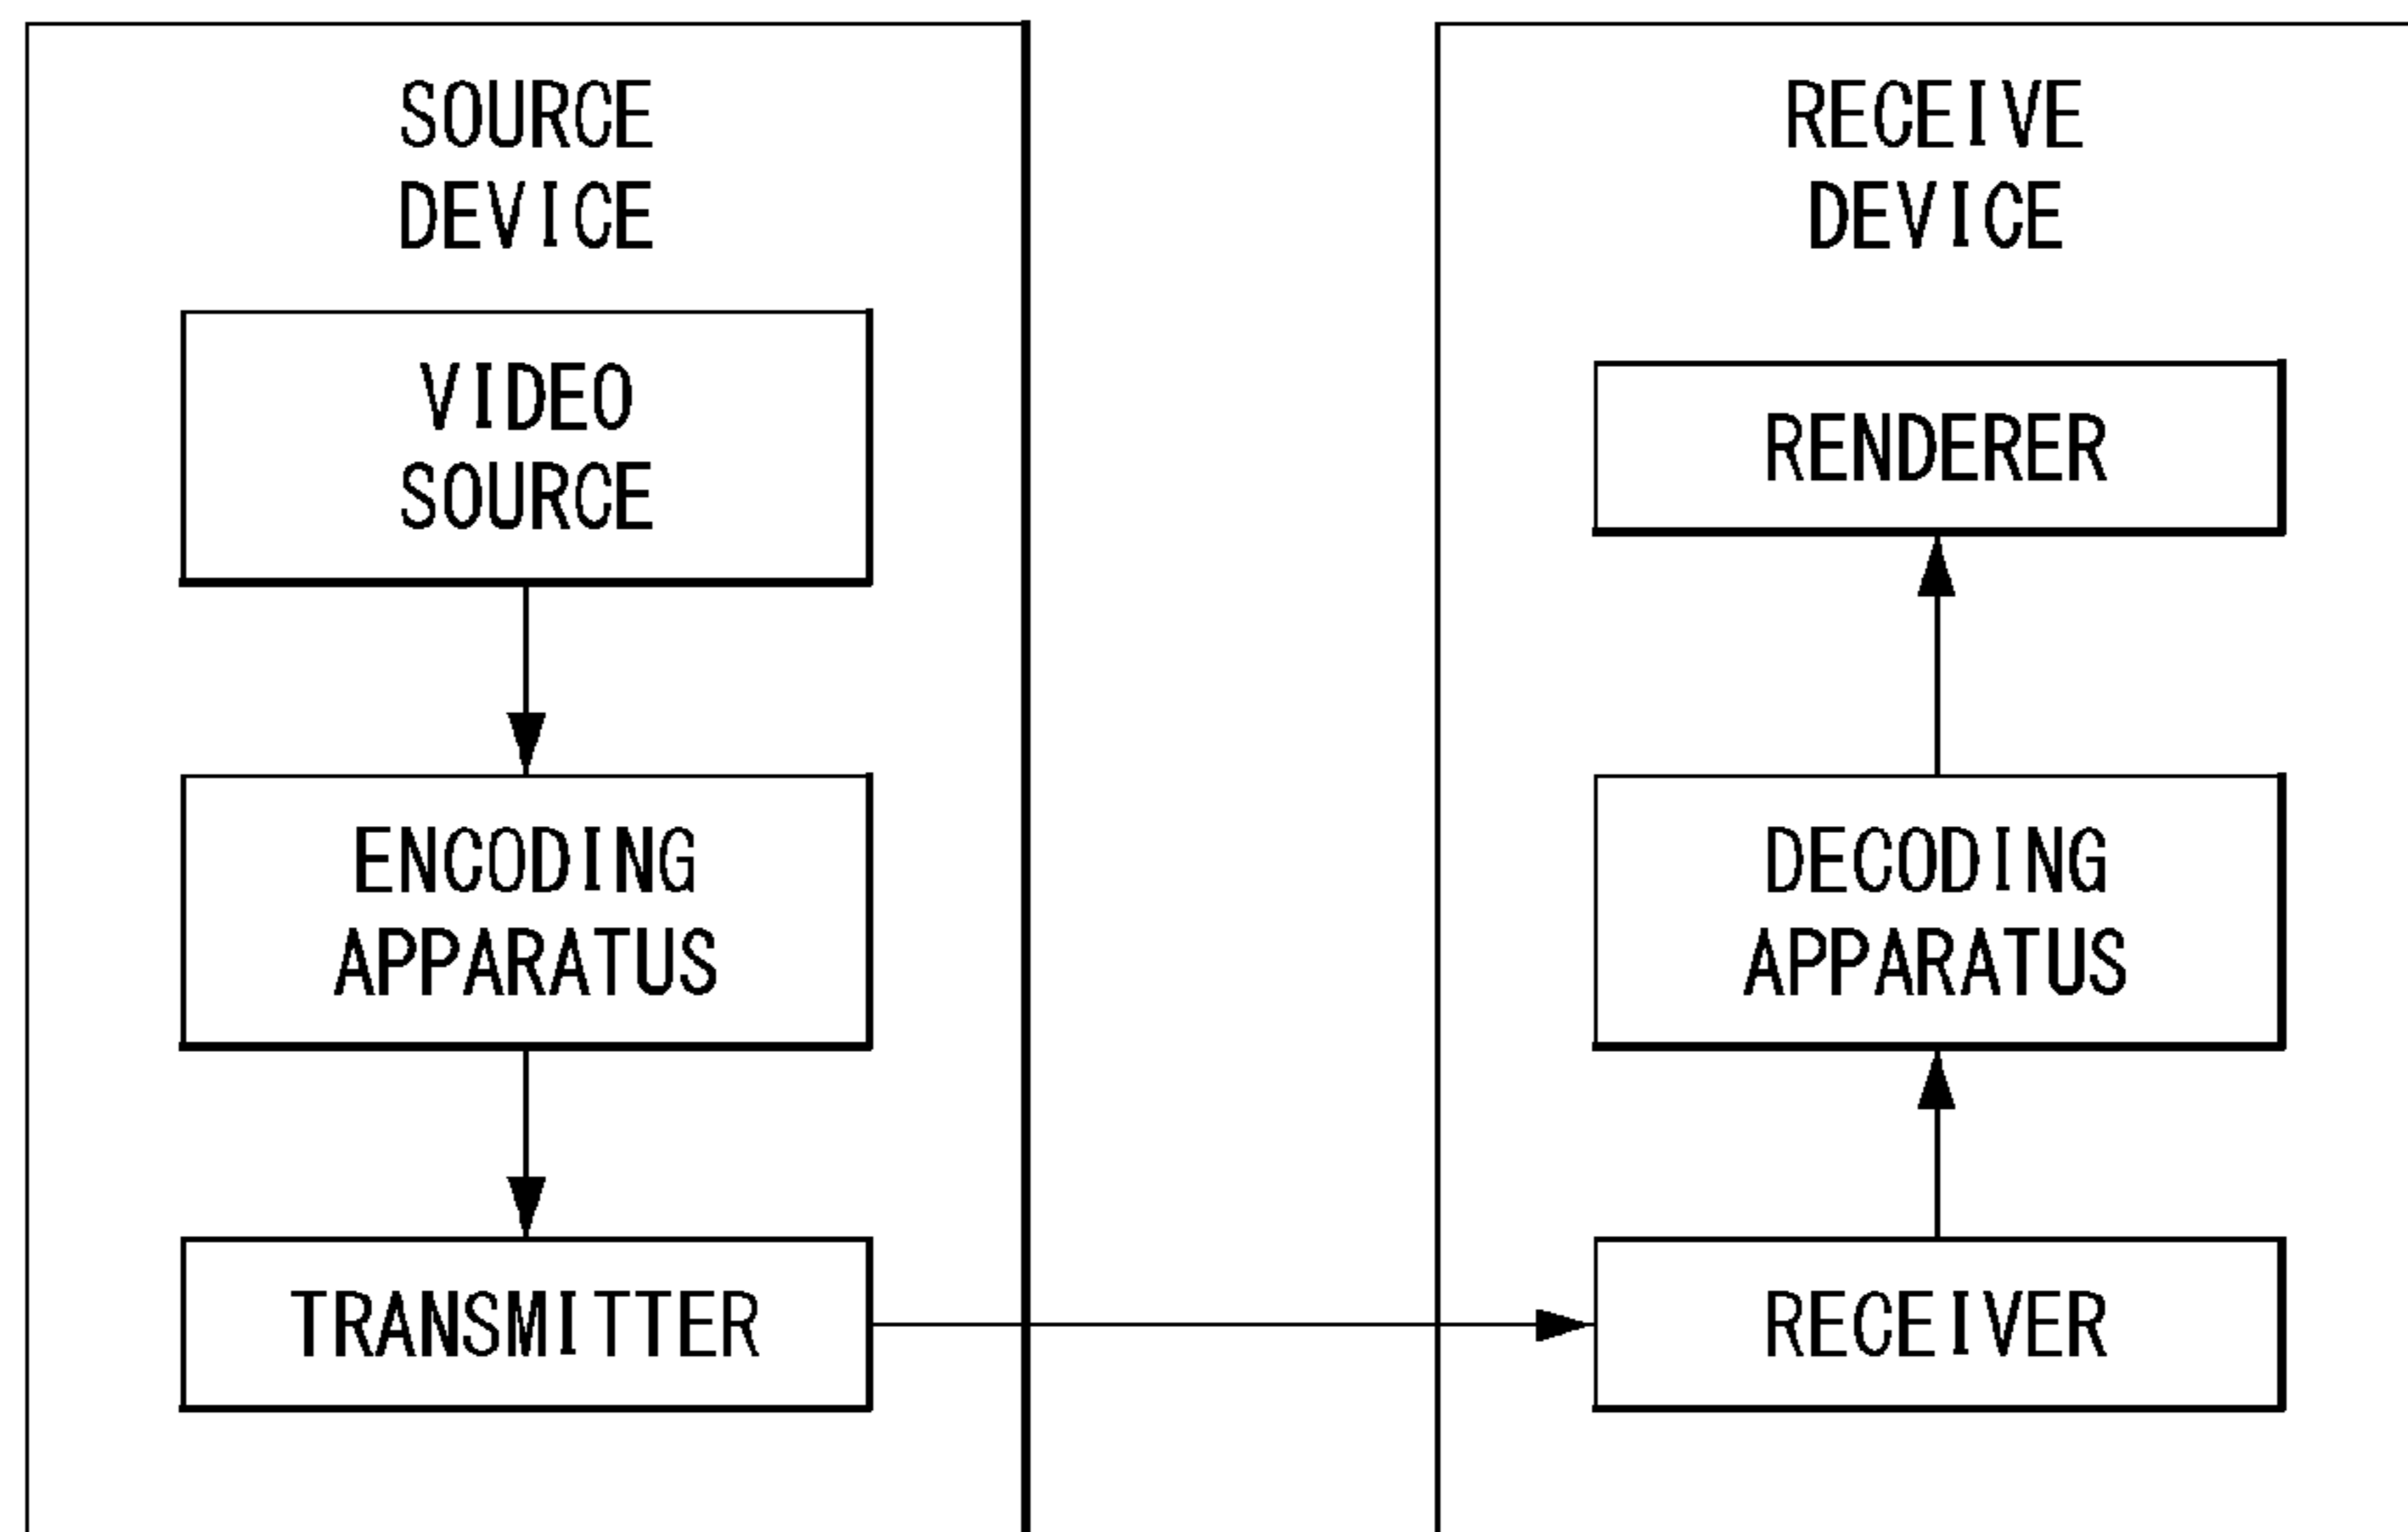 SOURCE
DEVICE
VIDEO
SOURCE
ENCODING
APPARATUS
TRANSMITTER
RECEIVE
DEVICE
RENDERER
DECODING
APPARATUS
RECEIVER